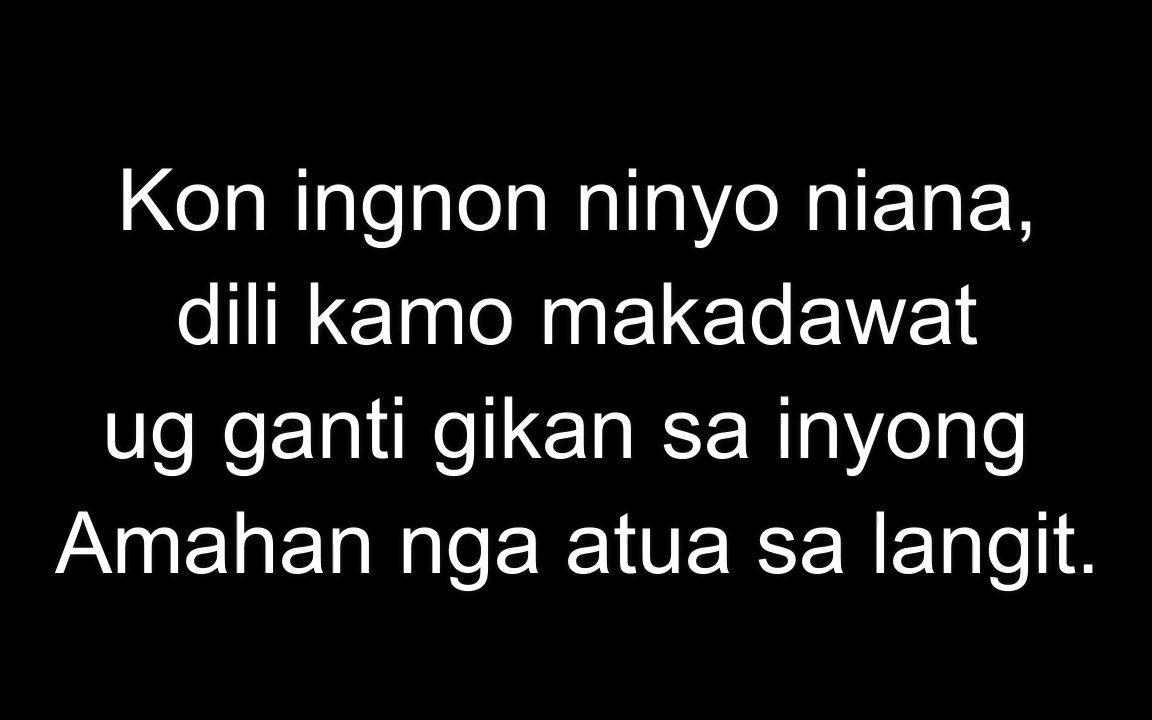 Kon ingnon ninyo niana,
dili kamo makadawat
ug ganti gikan sa inyong
Amahan nga atua sa langit.